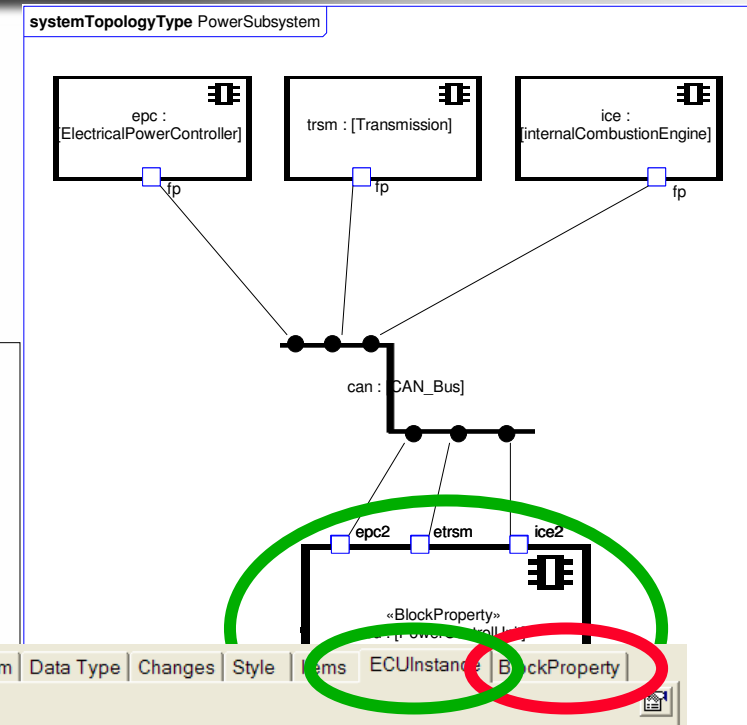 systemTopologyType PowerSubsystem
epc :
[ElectricalPowerController]
trsm : [Transmission]
ice :
[internalCombustionEngine]
fp
fp
fp
can : [CAN_Bus]
epc2
etrsm
ice2
«BlockProperty»
m Data Type Changes Style Items ECUInstance BlockProperty